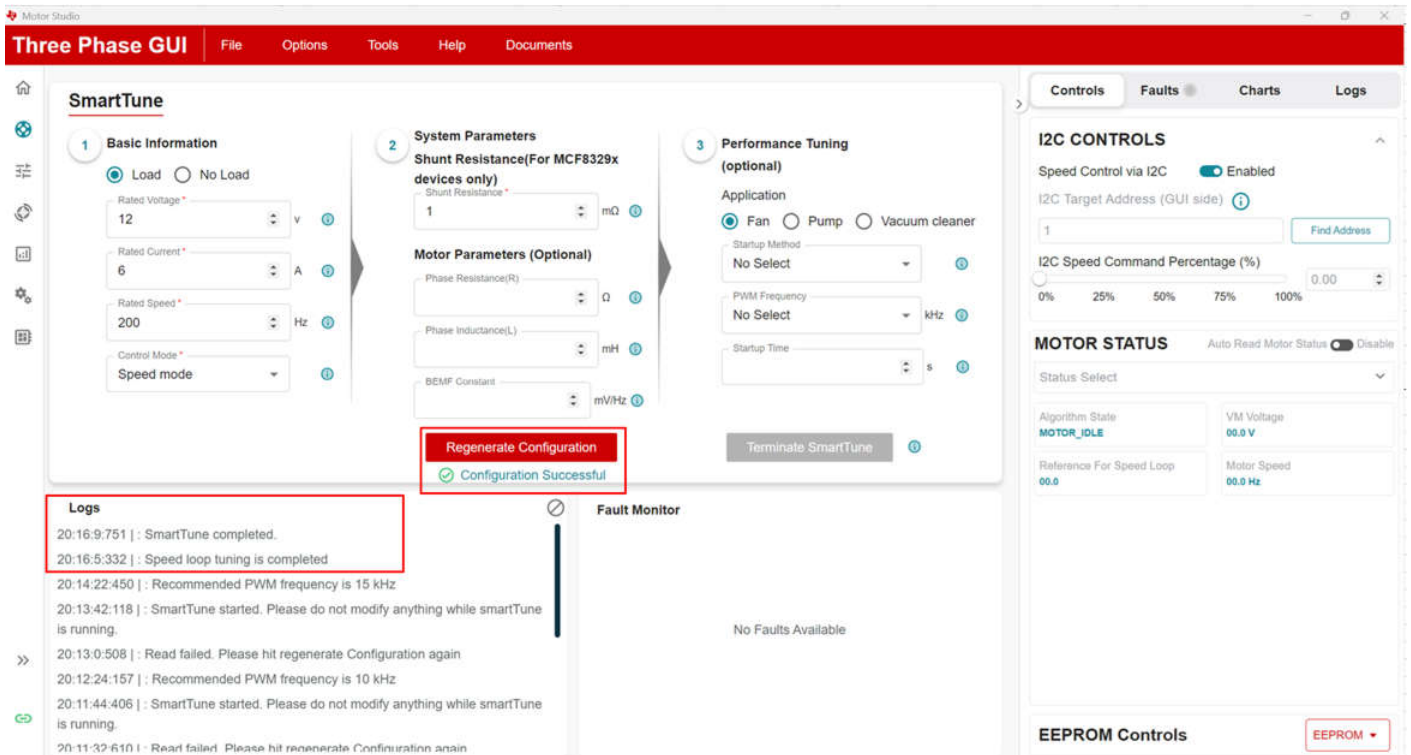 Motor Studio
Three Phase GUI File Options Tools Help Documents
SmartTune
1 Basic Information
Load No Load
Rated Voltage *
12 v
Rated Current *
6 A
Rated Speed *
200 Hz
Control Mode *
Speed mode
2 System Parameters
Shunt Resistance(For MCF8329x
devices only)
Shunt Resistance *
1 mΩ
Motor Parameters (Optional)
Phase Resistance(R)
Ω
Phase Inductance(L)
mH
BEMF Constant
mV/Hz
3 Performance Tuning
(optional)
Application
Fan Pump Vacuum cleaner
Startup Method
No Select
PWM Frequency
No Select kHz
Startup Time
s
Regenerate Configuration
Configuration Successful
Terminate SmartTune
Logs
20:16:9:751 | : SmartTune completed.
20:16:5:332 | : Speed loop tuning is completed
20:14:22:450 | : Recommended PWM frequency is 15 kHz
20:13:42:118 | : SmartTune started. Please do not modify anything while smartTune
is running.
20:13:0:508 | : Read failed. Please hit regenerate Configuration again
20:12:24:157 | : Recommended PWM frequency is 10 kHz
20:11:44:406 | : SmartTune started. Please do not modify anything while smartTune
is running.
20:11:32:610 | : Read failed. Please hit regenerate Configuration again
Fault Monitor
No Faults Available
Controls Faults Charts Logs
I2C CONTROLS
Speed Control via I2C Enabled
I2C Target Address (GUI side)
1 Find Address
I2C Speed Command Percentage (%)
0.00
0% 25% 50% 75% 100%
MOTOR STATUS Auto Read Motor Status Disable
Status Select
Algorithm State
MOTOR_IDLE
VM Voltage
00.0 V
Reference For Speed Loop
00.0
Motor Speed
00.0 Hz
EEPROM Controls EEPROM